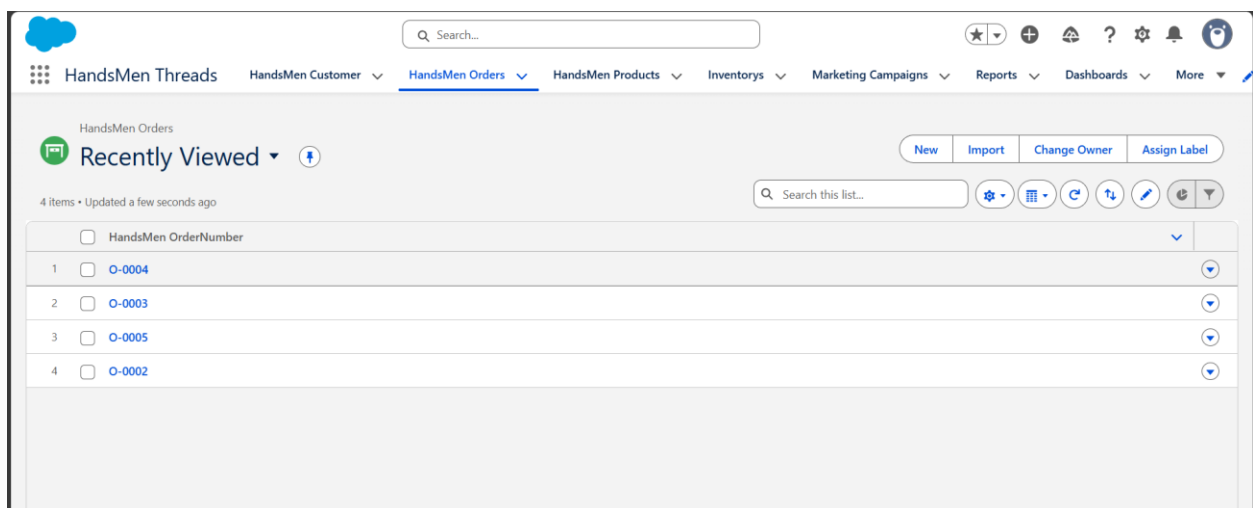 Search...
?
HandsMen Threads HandsMen Customer HandsMen Orders HandsMen Products Inventorys Marketing Campaigns Reports Dashboards More
HandsMen Orders
Recently Viewed
New Import Change Owner Assign Label
4 items • Updated a few seconds ago
Search this list...
HandsMen OrderNumber
1 O-0004
2 O-0003
3 O-0005
4 O-0002